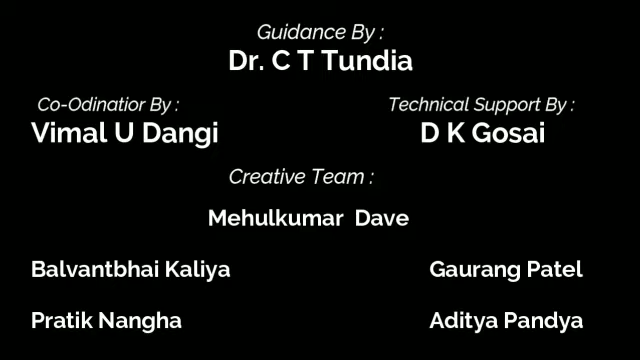 Guidance By :
Dr. C T Tundia
Co-Odinatior By :
Technical Support By :
Vimal U Dangi
D K Gosai
Creative Team :
Mehulkumar Dave
Balvantbhai Kaliya
Gaurang Patel
Pratik Nangha
Aditya Pandya